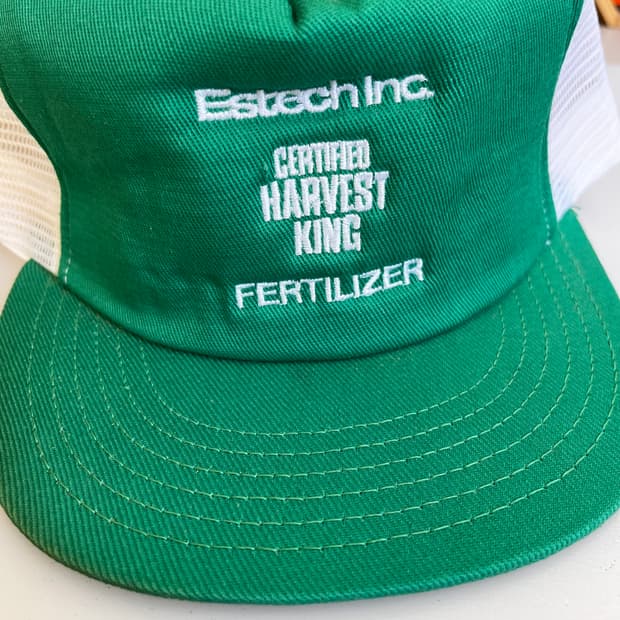 Estech Inc.
CERTIFIED
HARVEST
KING
FERTILIZER